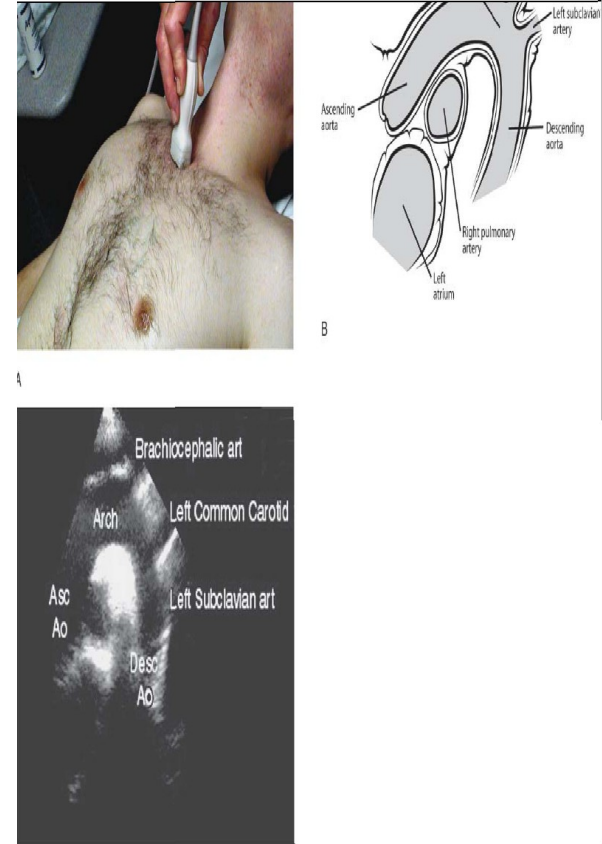 Left subclavian
artery
Ascending
aorta
Descending
aorta
Right pulmonary
artery
Left
atrium
B
A
Brachiocephalic art
Arch
Left Common Carotid
Asc
Ao
Left Subclavian art
Desc
Ao